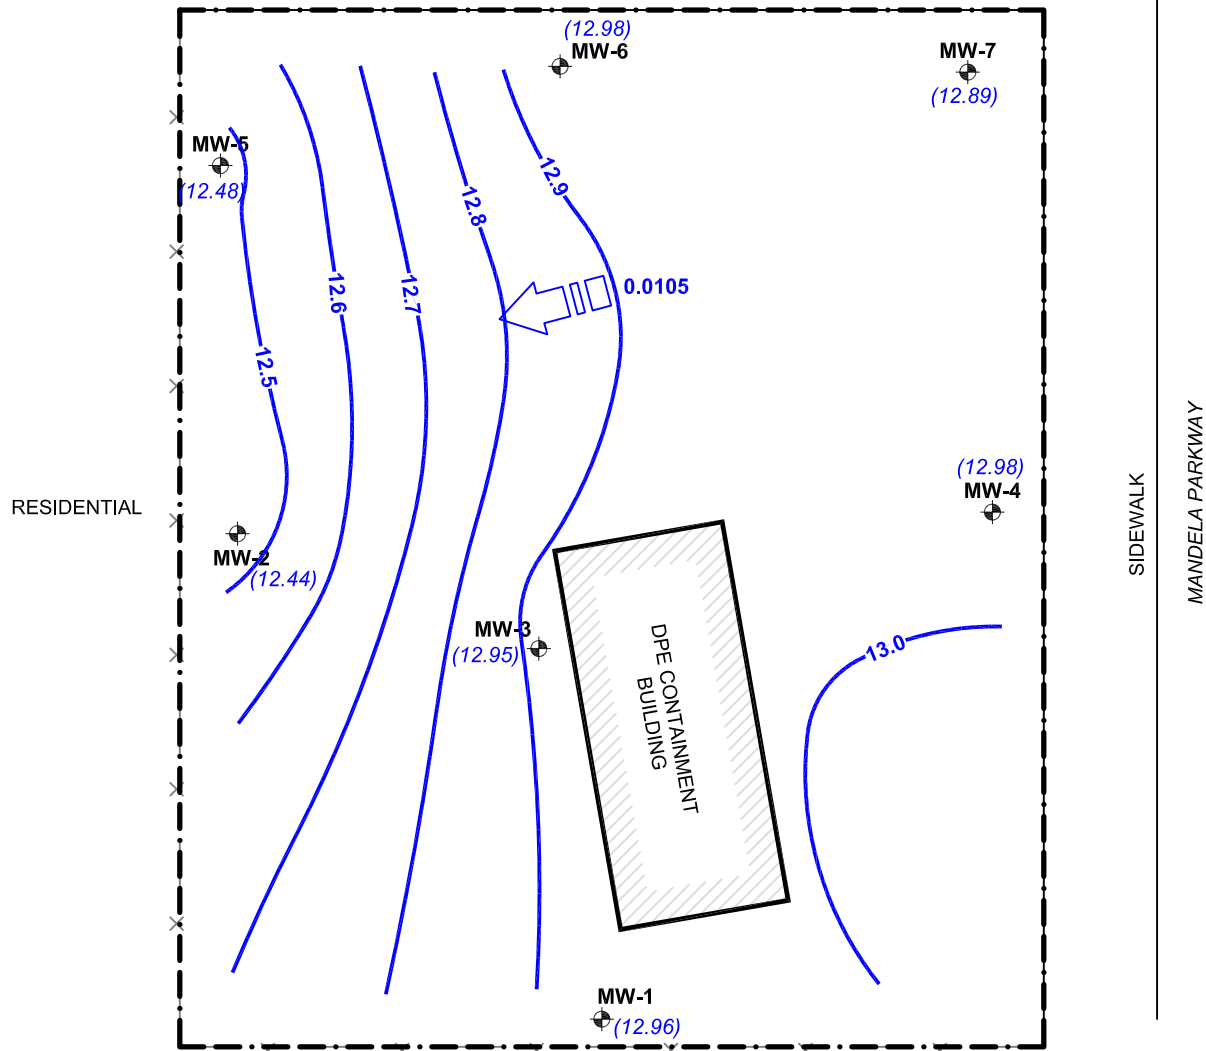 (12.98)
MW-6
MW-7
(12.89)
MW-5
(12.48)
12.9
12.8
12.6
12.7
0.0105
12.5
(12.98)
MW-4
RESIDENTIAL
SIDEWALK
MANDELA PARKWAY
MW-2
(12.44)
MW-3
(12.95)
13.0
DPE CONTAINMENT
BUILDING
MW-1
(12.96)